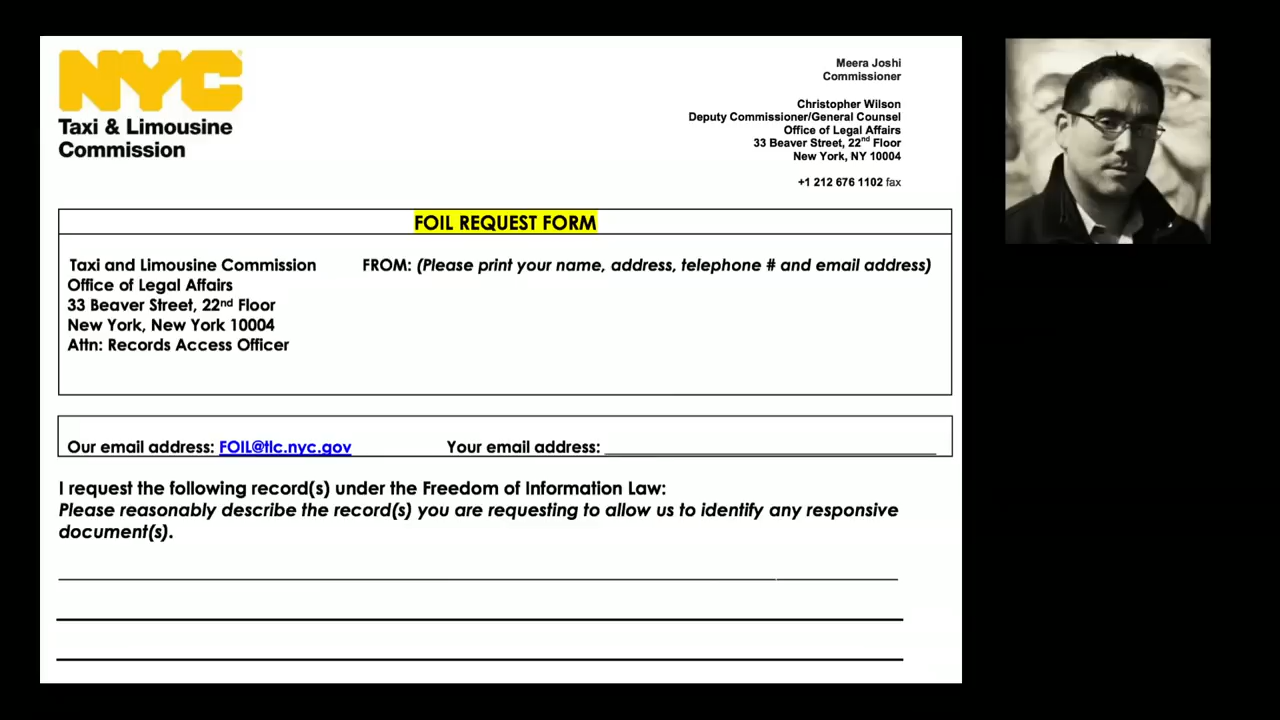 NYC
Taxi & Limousine
Commission
Meera Joshi
Commissioner
Christopher Wilson
Deputy Commissioner/General Counsel
Office of Legal Affairs
33 Beaver Street, 22nd Floor
New York, NY 10004
+1 212 676 1102 fax
FOIL REQUEST FORM
Taxi and Limousine Commission
Office of Legal Affairs
33 Beaver Street, 22nd Floor
New York, New York 10004
Attn: Records Access Officer
FROM: (Please print your name, address, telephone # and email address)
Our email address: FOIL@tlc.nyc.gov
Your email address:
I request the following record(s) under the Freedom of Information Law:
Please reasonably describe the record(s) you are requesting to allow us to identify any responsive
document(s).